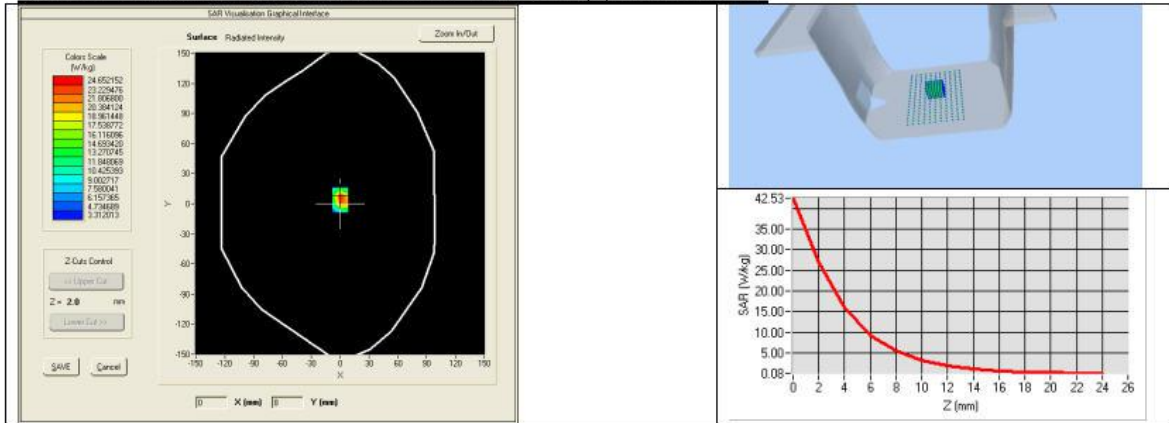 SAR Visualisation Graphical Interface
Surface Radiated Intensity
Zoom In/Out
Colors Scale
(W/kg)
24.652152
23.229476
21.806800
20.384124
18.961448
17.538772
16.116096
14.693420
13.270745
11.848069
10.425393
9.002717
7.580041
6.157365
4.734689
3.312013
Z-Cuts Control
<< Upper Cut
Z = 2.0 mm
Lower Cut >>
SAVE Cancel
150
120
90
60
30
0
-30
-60
-90
-120
-150
Y
-150 -120 -90 -60 -30 0 30 60 90 120 150
X
0 X (mm) 0 Y (mm)
42.53
35.00
30.00
25.00
20.00
15.00
10.00
5.00
0.08
SAR (W/kg)
0 2 4 6 8 10 12 14 16 18 20 22 24 26
Z (mm)